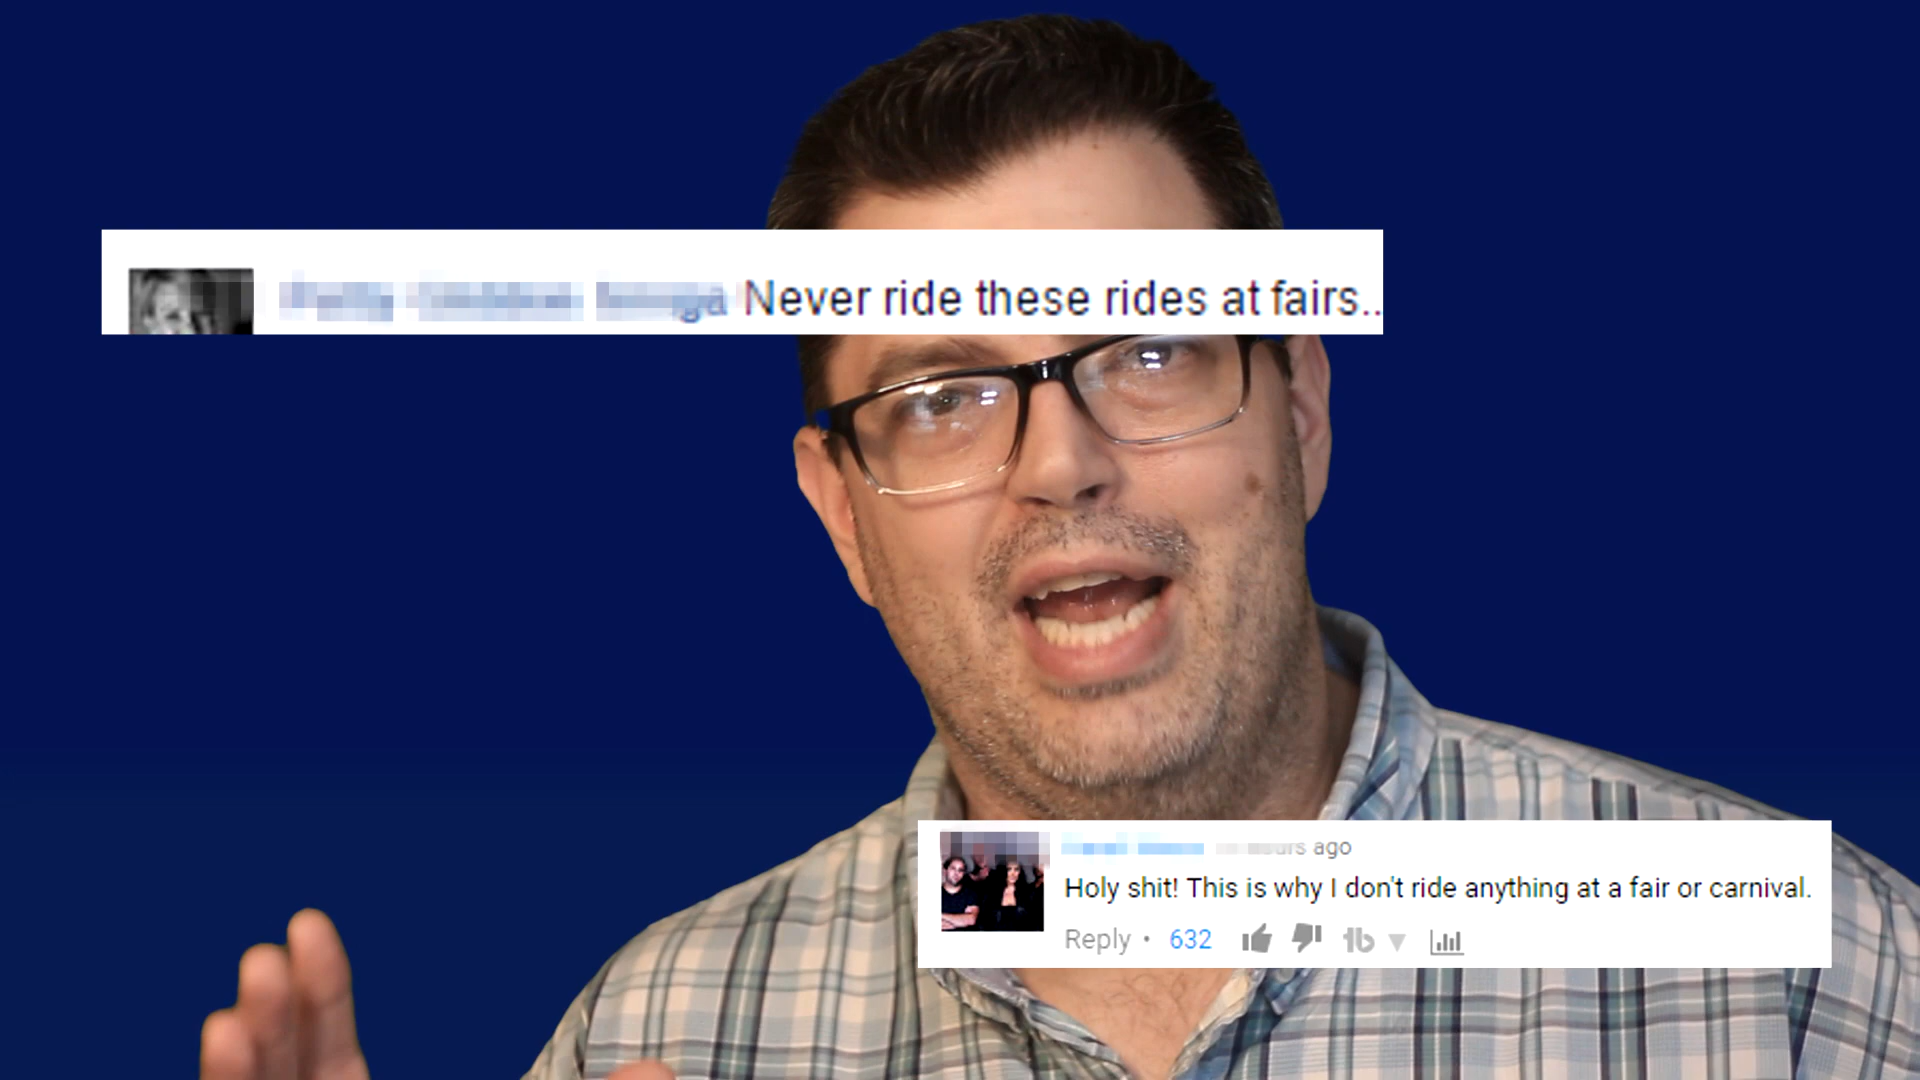 Never ride these rides at fairs..
ago
Holy shit! This is why I don't ride anything at a fair or carnival.
Reply • 632